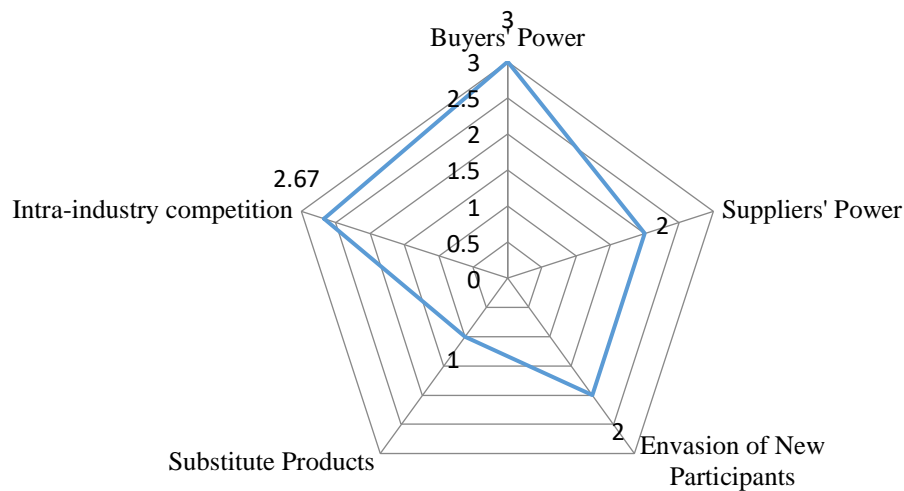 3
Buyers' Power
3
2.5
2
1.5
1
0.5
0
2.67
Intra-industry competition
2
Suppliers' Power
1
2
Substitute Products
Envasion of New
Participants